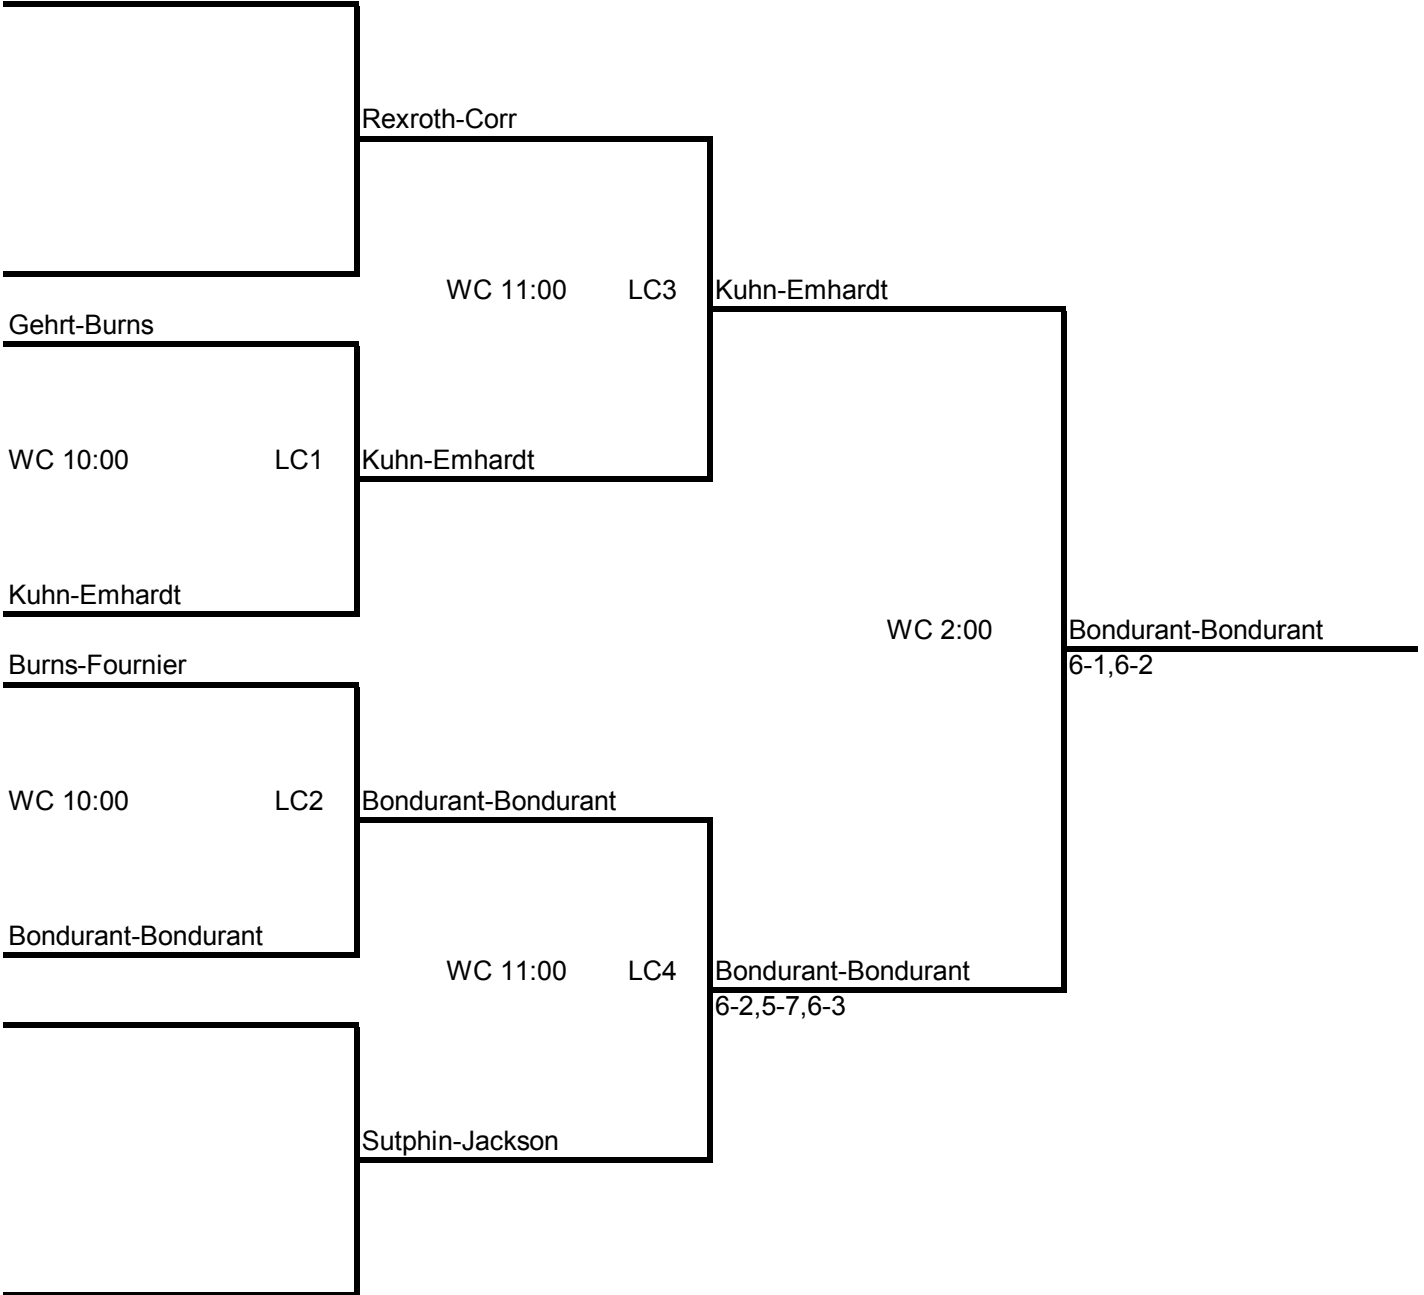 Rexroth-Corr
WC 11:00 LC3 Kuhn-Emhardt
Gehrt-Burns
WC 10:00 LC1 Kuhn-Emhardt
Kuhn-Emhardt
WC 2:00 Bondurant-Bondurant
Burns-Fournier 6-1,6-2
WC 10:00 LC2 Bondurant-Bondurant
Bondurant-Bondurant
WC 11:00 LC4 Bondurant-Bondurant
6-2,5-7,6-3
Sutphin-Jackson